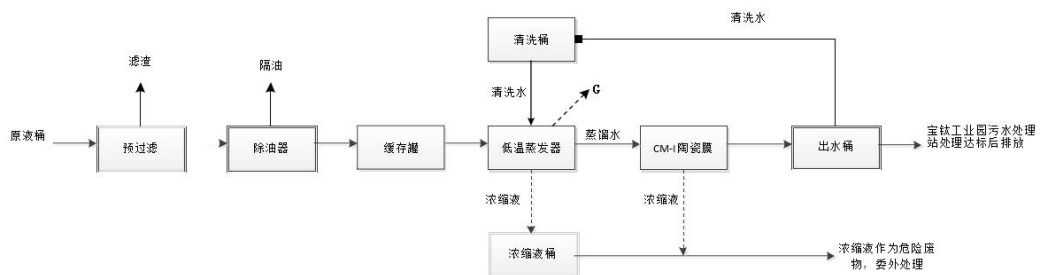 清洗水
清洗桶
滤渣
隔油
清洗水
G
原液桶
预过滤
除油器
缓存罐
低温蒸发器
蒸馏水
CM-I 陶瓷膜
出水桶
宝钛工业园污水处理
站处理达标后排放
浓缩液
浓缩液
浓缩液桶
浓缩液作为危险废
物，委外处理